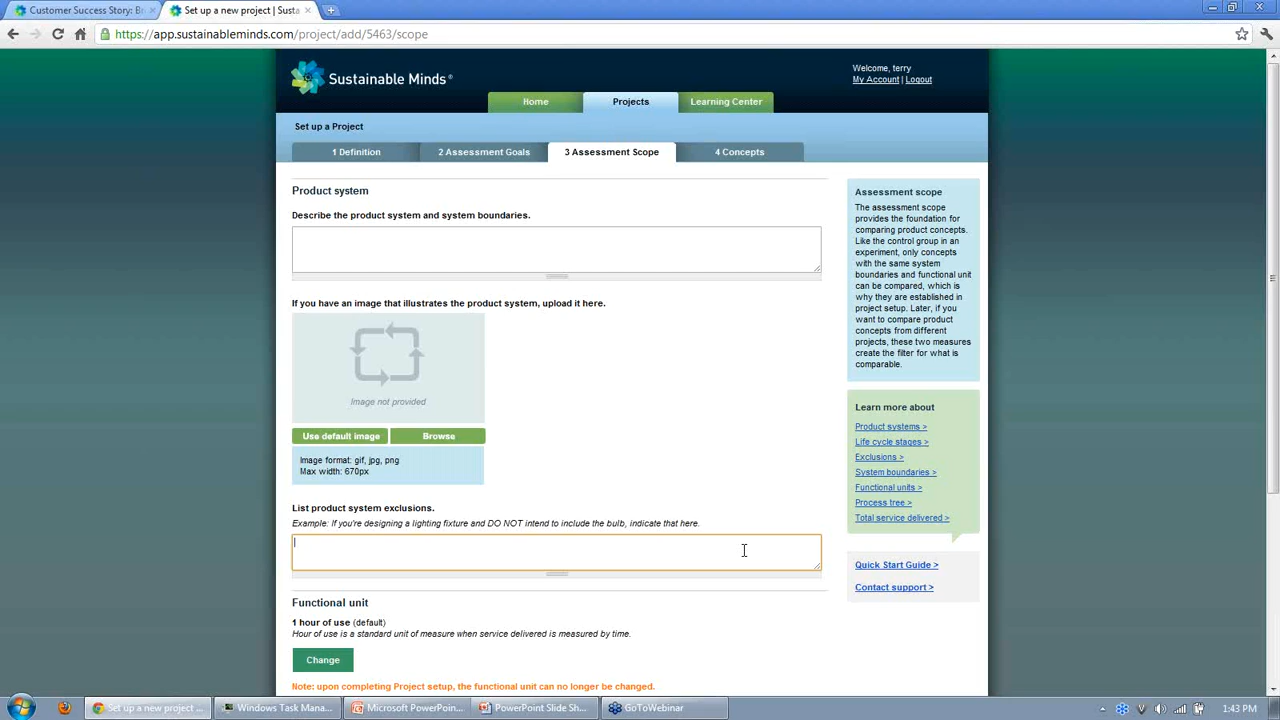 Customer Success Story: B
Set up a new project | Sust
https://app.sustainableminds.com/project/add/5463/scope
Sustainable Minds®
Welcome, terry
My Account | Logout
Home
Projects
Learning Center
Set up a Project
1 Definition
2 Assessment Goals
3 Assessment Scope
4 Concepts
Product system
Describe the product system and system boundaries.
If you have an image that illustrates the product system, upload it here.
Image not provided
Use default image
Browse
Image format: gif, jpg, png
Max width: 670px
List product system exclusions.
Example: If you're designing a lighting fixture and DO NOT intend to include the bulb, indicate that here.
Functional unit
1 hour of use (default)
Hour of use is a standard unit of measure when service delivered is measured by time.
Change
Note: upon completing Project setup, the functional unit can no longer be changed.
Assessment scope
The assessment scope
provides the foundation for
comparing product concepts.
Like the control group in an
experiment, only concepts
with the same system
boundaries and functional unit
can be compared, which is
why they are established in
project setup. Later, if you
want to compare product
concepts from different
projects, these two measures
create the filter for what is
comparable.
Learn more about
Product systems >
Life cycle stages >
Exclusions >
System boundaries >
Functional units >
Process tree >
Total service delivered >
Quick Start Guide >
Contact support >
Set up a new project ...
Windows Task Mana...
Microsoft PowerPoin...
PowerPoint Slide Sh...
GoToWebinar
1:43 PM